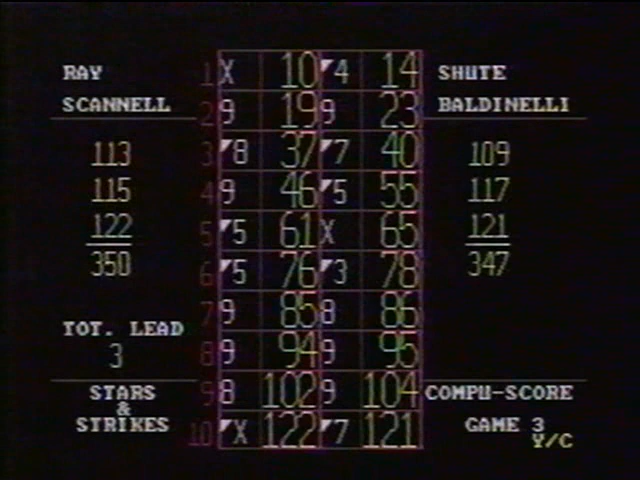 RAY 1 X 10 4 14 SHUTE
SCANNELL 2 9 19 9 23 BALDINELLI
113 3 8 37 7 40 109
115 4 9 46 5 55 117
122 5 5 61 X 65 121
350 6 5 76 3 78 347
TOT. LEAD 7 9 85 8 86
3 8 9 94 9 95
STARS 9 8 102 9 104 COMPU-SCORE
&
STRIKES 10 X 122 7 121 GAME 3
Y/C